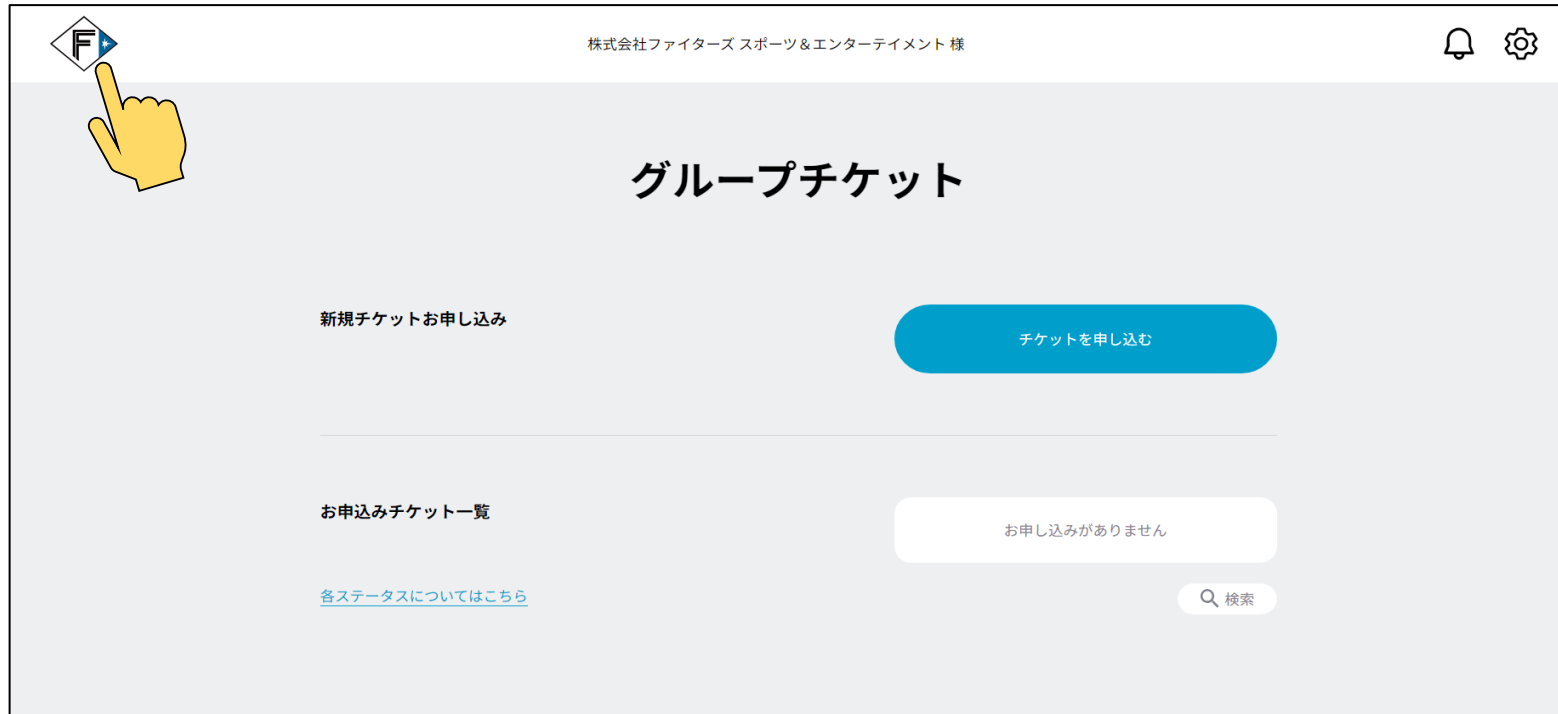 F
株式会社ファイターズ スポーツ＆エンターテイメント 様
グループチケット
新規チケットお申し込み
チケットを申し込む
お申込みチケット一覧
お申し込みがありません
各ステータスについてはこちら
検索